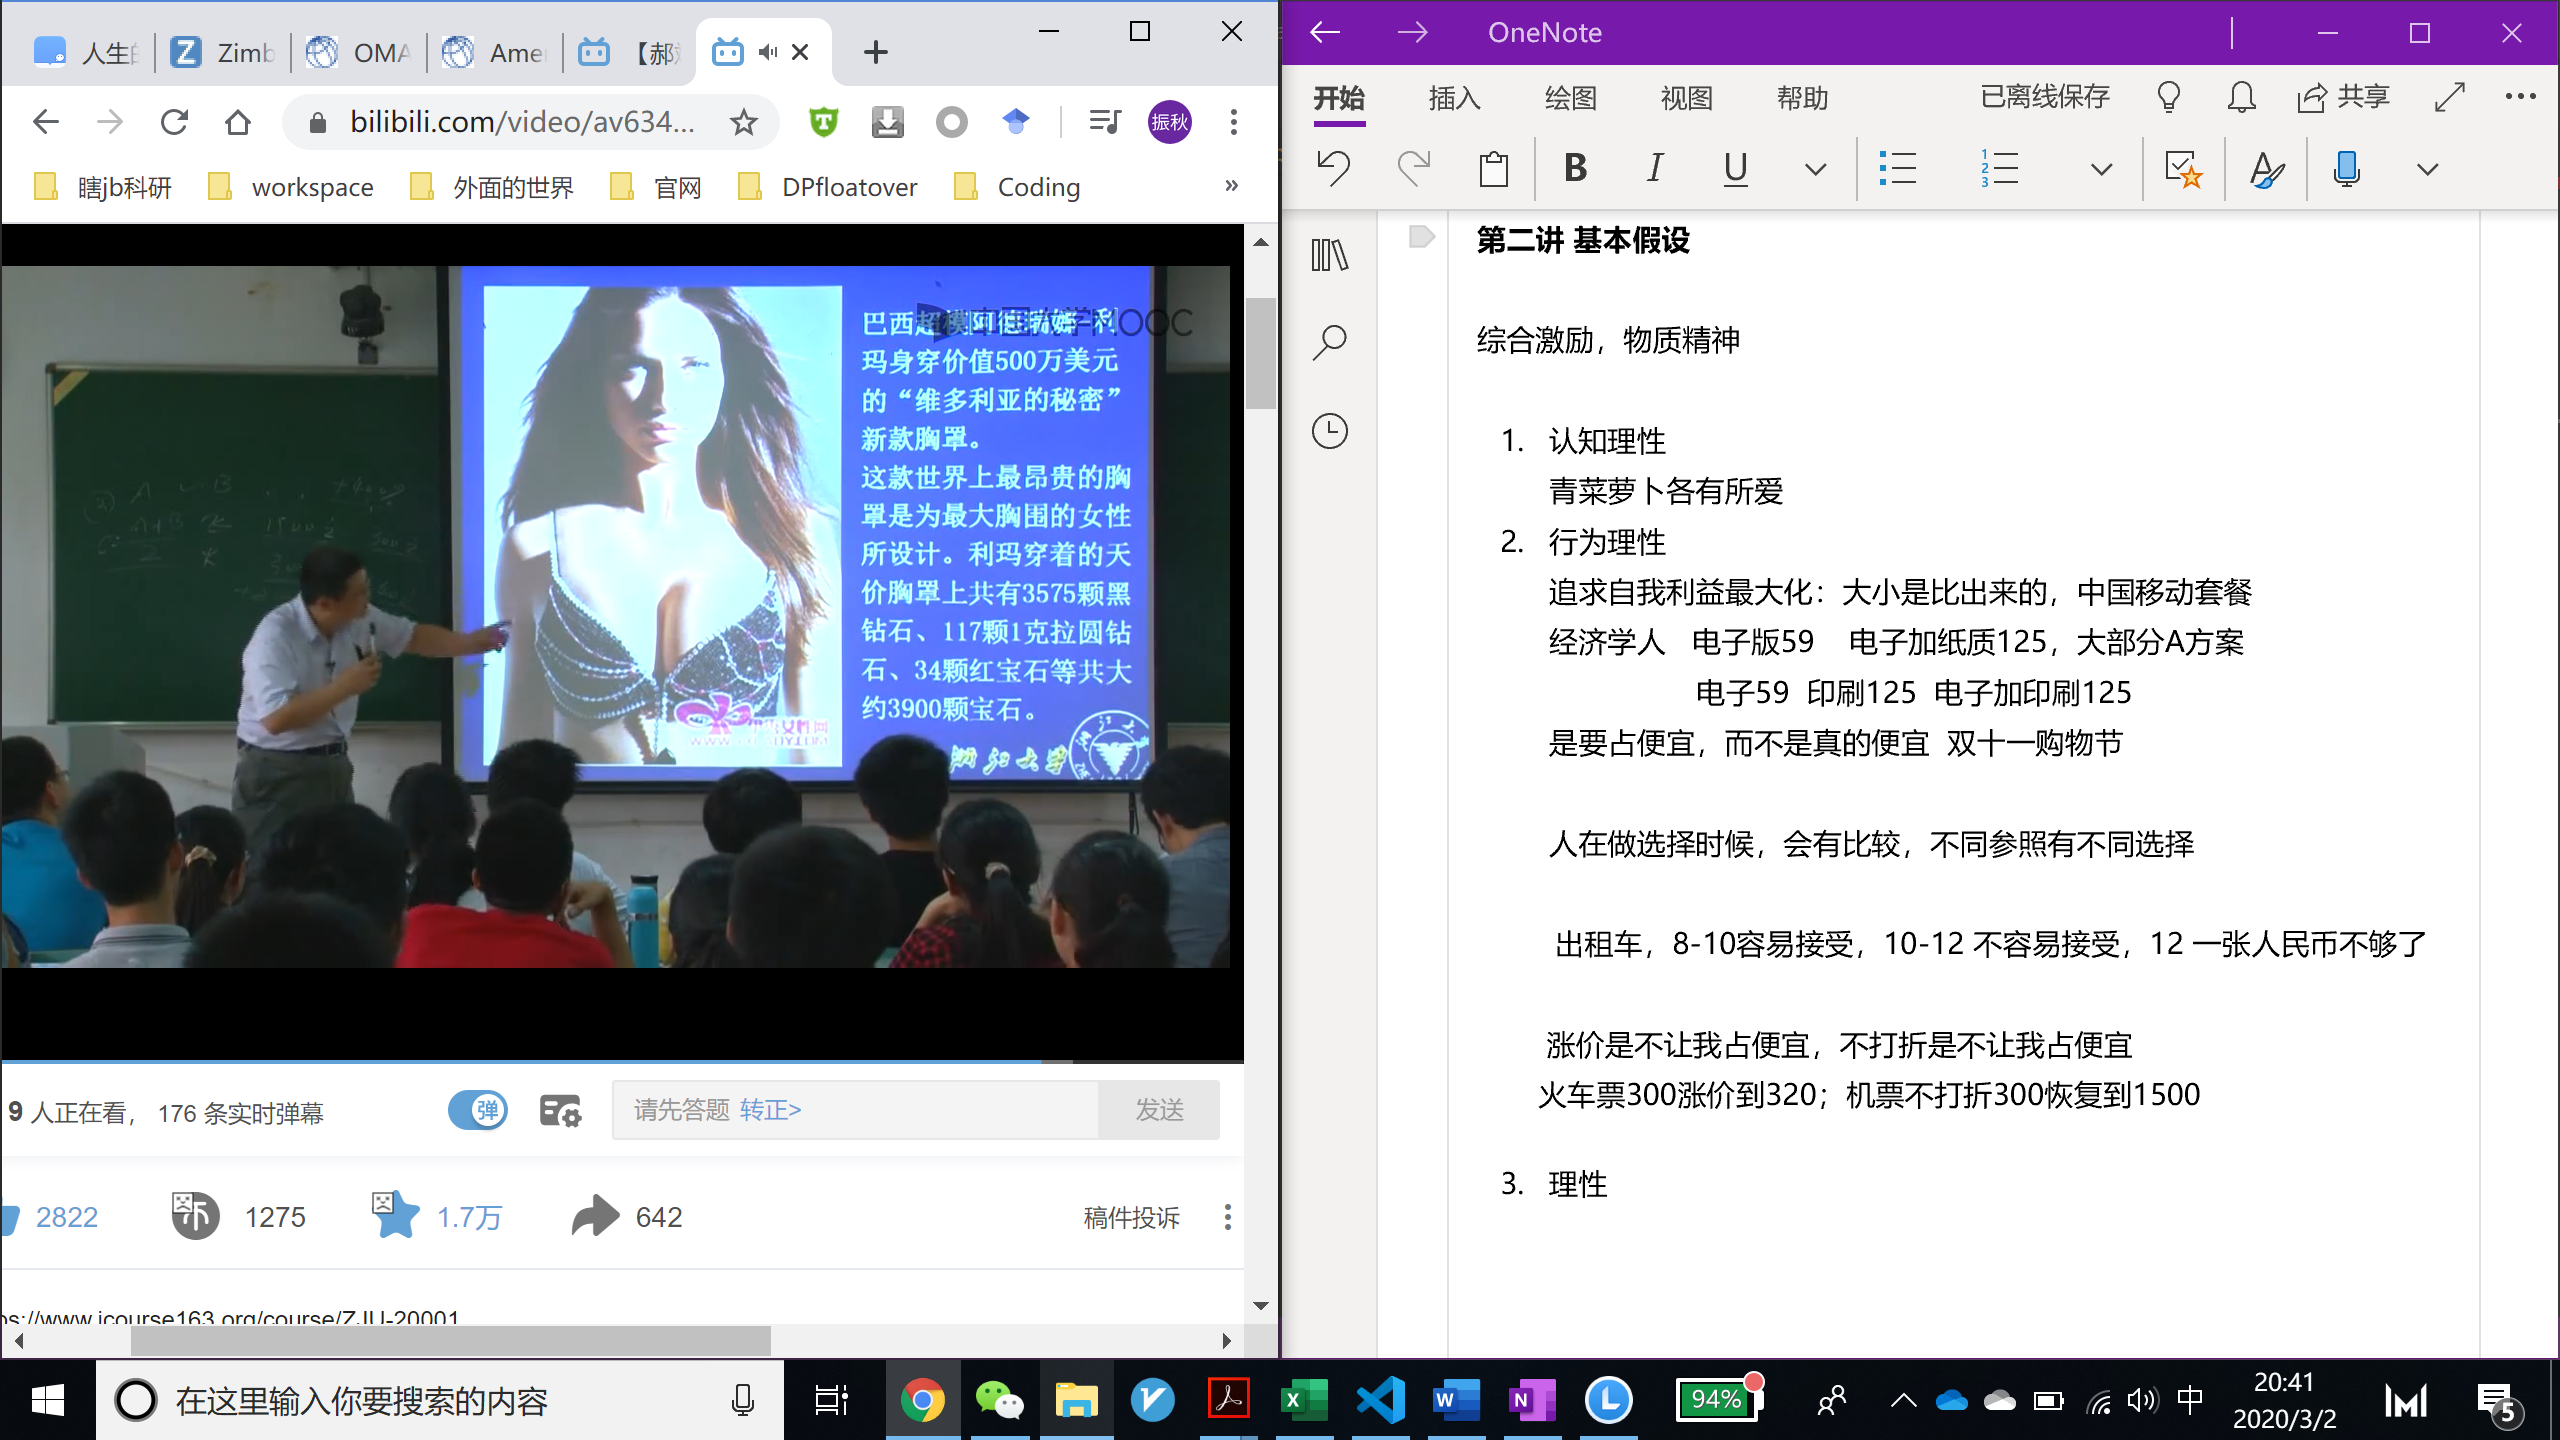 人生的
Zimb
OMA
Amer
【郝
bilibili.com/video/av634...
振秋
瞎jb科研
workspace
外面的世界
官网
DPfloatover
Coding
»
中国大学MOOC
巴西超模阿德瑞娜-利
玛身穿价值500万美元
的“维多利亚的秘密”
新款胸罩。
这款世界上最昂贵的胸
罩是为最大胸围的女性
所设计。利玛穿着的天
价胸罩上共有3575颗黑
钻石、117颗1克拉圆钻
石、34颗红宝石等共大
约3900颗宝石。
浙江大学
9 人正在看， 176 条实时弹幕
弹
请先答题 转正>
发送
2822
1275
1.7万
642
稿件投诉
ps://www.icourse163.org/course/ZJU-20001
OneNote
开始
插入
绘图
视图
帮助
已离线保存
共享
B I U
第二讲 基本假设
综合激励，物质精神
1. 认知理性
青菜萝卜各有所爱
2. 行为理性
追求自我利益最大化：大小是比出来的，中国移动套餐
经济学人 电子版59 电子加纸质125，大部分A方案
电子59 印刷125 电子加印刷125
是要占便宜，而不是真的便宜 双十一购物节
人在做选择时候，会有比较，不同参照有不同选择
出租车，8-10容易接受，10-12 不容易接受，12 一张人民币不够了
涨价是不让我占便宜，不打折是不让我占便宜
火车票300涨价到320；机票不打折300恢复到1500
3. 理性
在这里输入你要搜索的内容
94%
中
20:41
2020/3/2
5